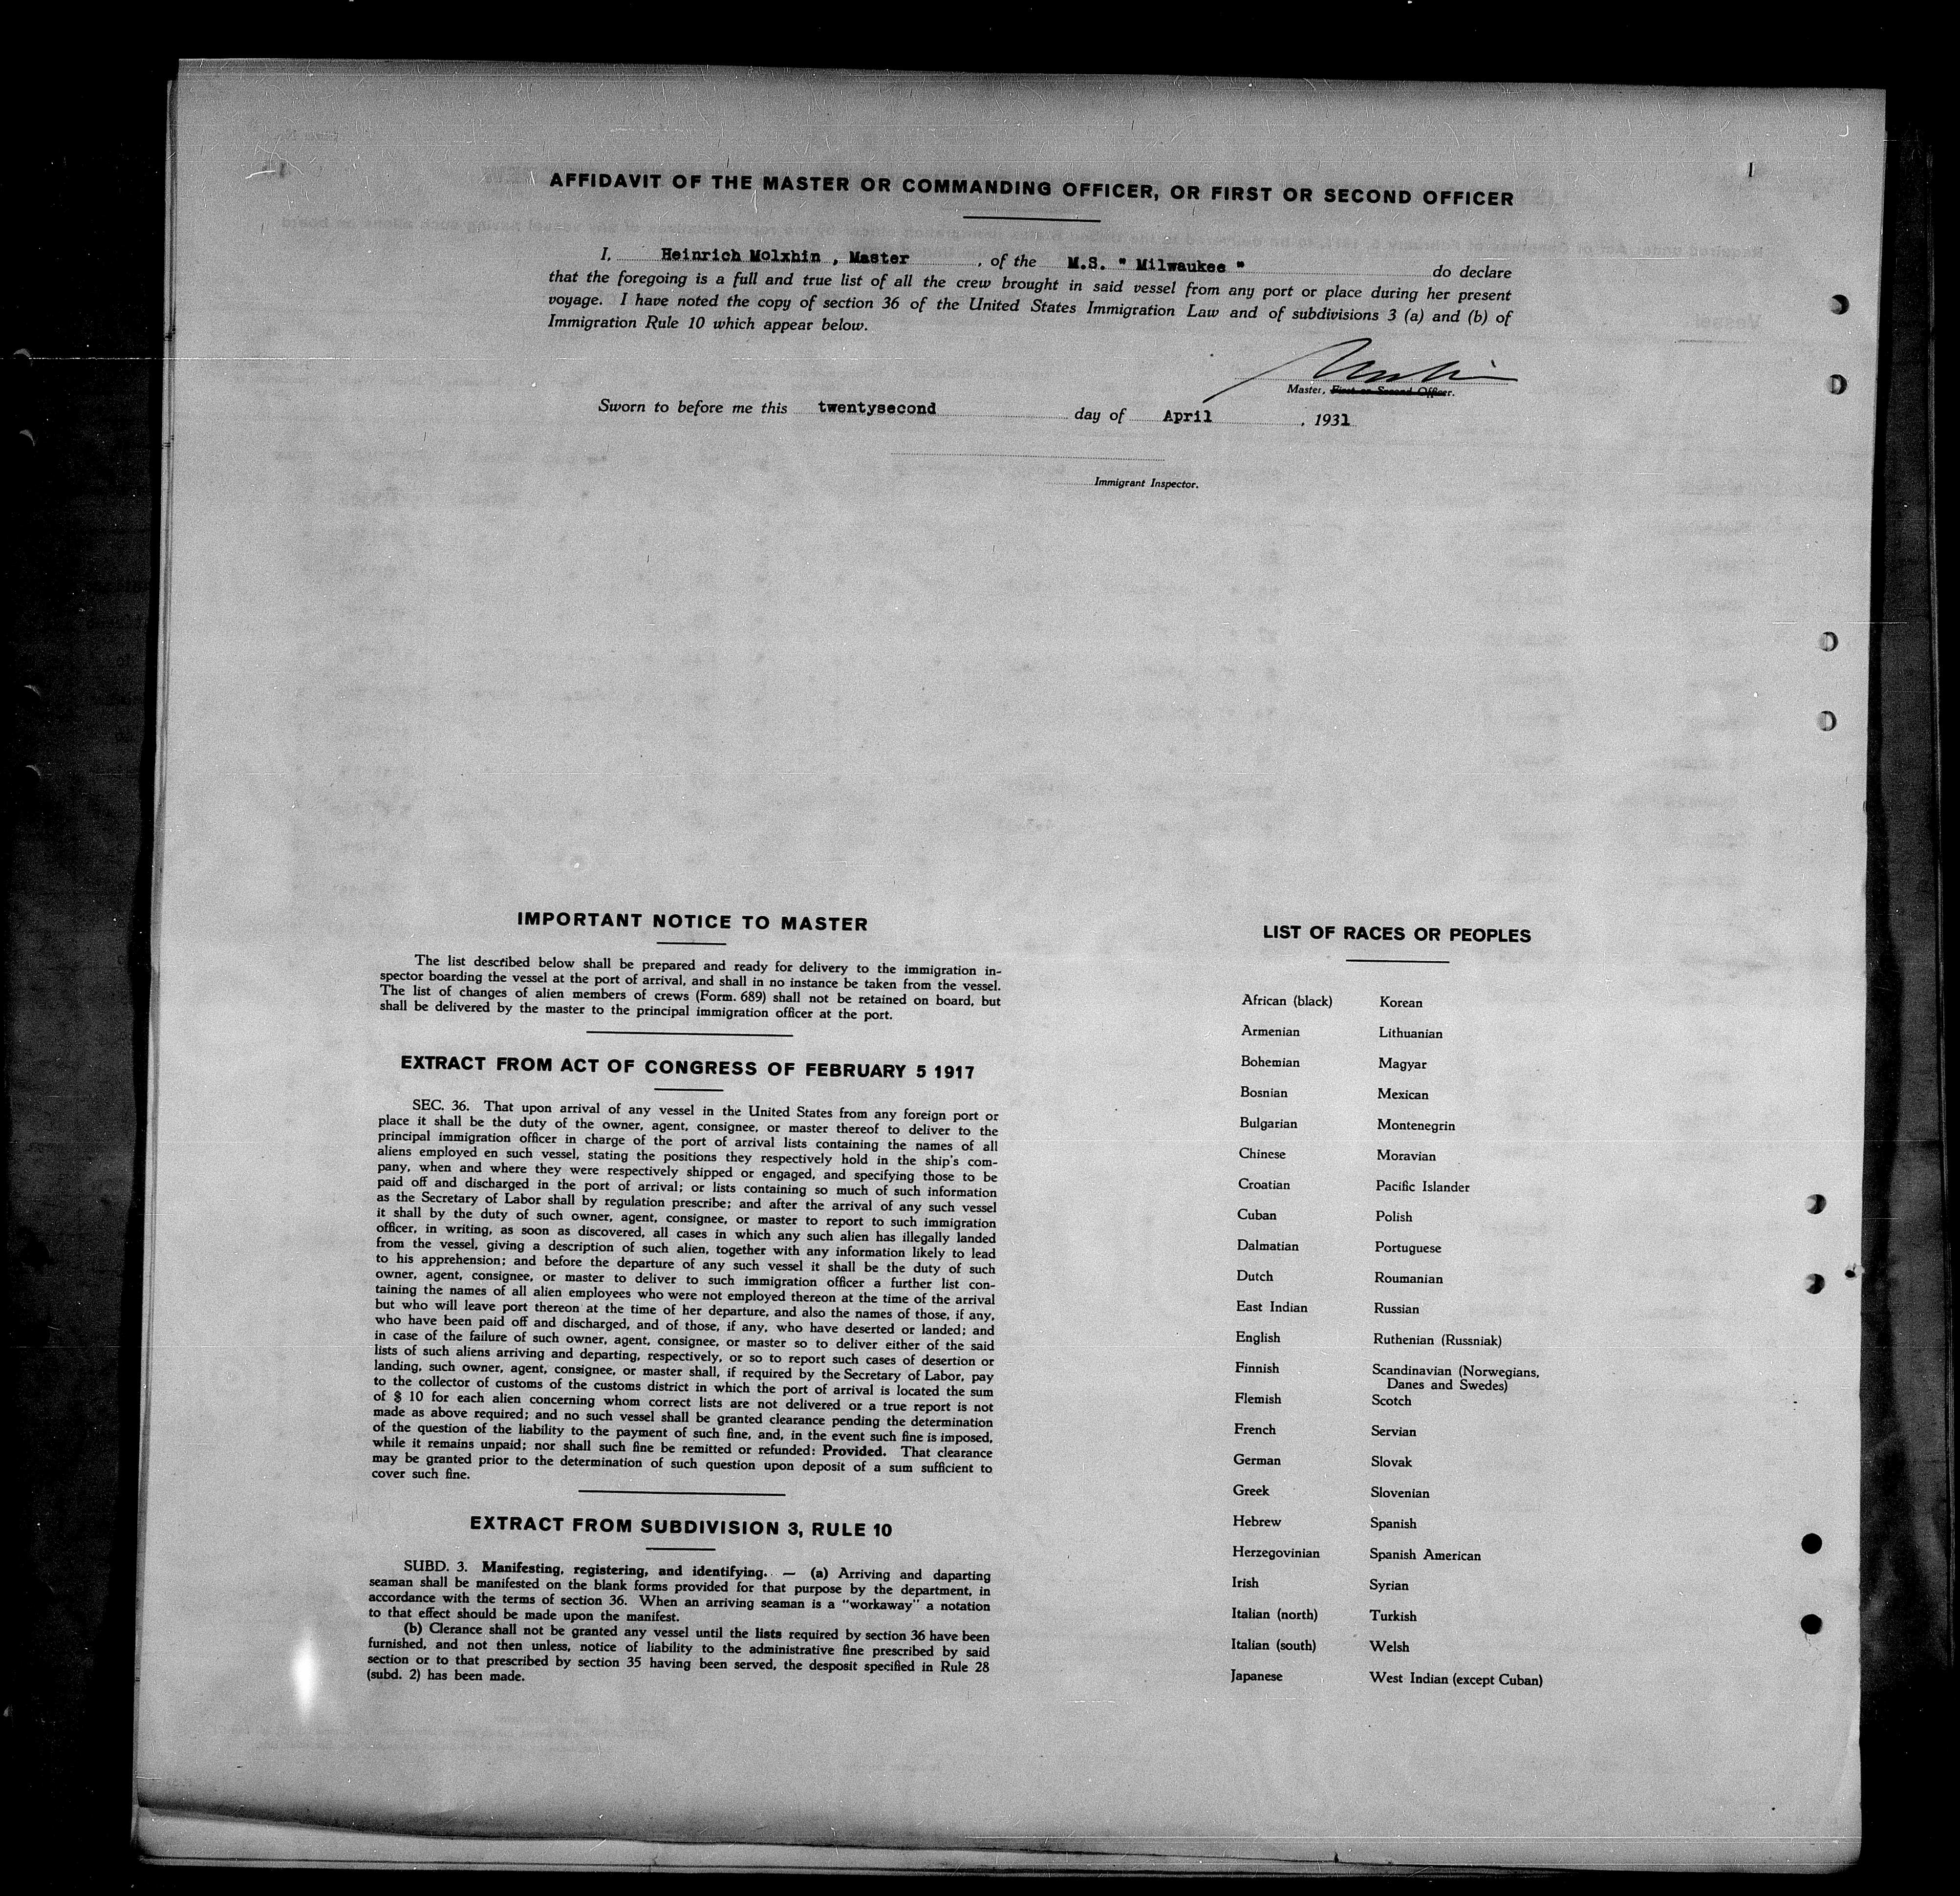 AFFIDAVIT OF THE MASTER OR COMMANDING OFFICER, OR FIRST OR SECOND OFFICER
I, Heinrich Molxhin , Master , of the M.S. " Milwaukee " do declare
that the foregoing is a full and true list of all the crew brought in said vessel from any port or place during her present
voyage. I have noted the copy of section 36 of the United States Immigration Law and of subdivisions 3 (a) and (b) of
Immigration Rule 10 which appear below.
Master, First or Second Officer.
Sworn to before me this twentysecond day of April , 1931
Immigrant Inspector.
IMPORTANT NOTICE TO MASTER
The list described below shall be prepared and ready for delivery to the immigration in-
spector boarding the vessel at the port of arrival, and shall in no instance be taken from the vessel.
The list of changes of alien members of crews (Form. 689) shall not be retained on board, but
shall be delivered by the master to the principal immigration officer at the port.
EXTRACT FROM ACT OF CONGRESS OF FEBRUARY 5 1917
SEC. 36. That upon arrival of any vessel in the United States from any foreign port or
place it shall be the duty of the owner, agent, consignee, or master thereof to deliver to the
principal immigration officer in charge of the port of arrival lists containing the names of all
aliens employed en such vessel, stating the positions they respectively hold in the ship's com-
pany, when and where they were respectively shipped or engaged, and specifying those to be
paid off and discharged in the port of arrival; or lists containing so much of such information
as the Secretary of Labor shall by regulation prescribe; and after the arrival of any such vessel
it shall by the duty of such owner, agent, consignee, or master to report to such immigration
officer, in writing, as soon as discovered, all cases in which any such alien has illegally landed
from the vessel, giving a description of such alien, together with any information likely to lead
to his apprehension; and before the departure of any such vessel it shall be the duty of such
owner, agent, consignee, or master to deliver to such immigration officer a further list con-
taining the names of all alien employees who were not employed thereon at the time of the arrival
but who will leave port thereon at the time of her departure, and also the names of those, if any,
who have been paid off and discharged, and of those, if any, who have deserted or landed; and
in case of the failure of such owner, agent, consignee, or master so to deliver either of the said
lists of such aliens arriving and departing, respectively, or so to report such cases of desertion or
landing, such owner, agent, consignee, or master shall, if required by the Secretary of Labor, pay
to the collector of customs of the customs district in which the port of arrival is located the sum
of $ 10 for each alien concerning whom correct lists are not delivered or a true report is not
made as above required; and no such vessel shall be granted clearance pending the determination
of the question of the liability to the payment of such fine, and, in the event such fine is imposed,
while it remains unpaid; nor shall such fine be remitted or refunded: Provided. That clearance
may be granted prior to the determination of such question upon deposit of a sum sufficient to
cover such fine.
EXTRACT FROM SUBDIVISION 3, RULE 10
SUBD. 3. Manifesting, registering, and identifying. — (a) Arriving and daparting
seaman shall be manifested on the blank forms provided for that purpose by the department, in
accordance with the terms of section 36. When an arriving seaman is a "workaway" a notation
to that effect should be made upon the manifest.
(b) Clerance shall not be granted any vessel until the lists required by section 36 have been
furnished, and not then unless, notice of liability to the administrative fine prescribed by said
section or to that prescribed by section 35 having been served, the desposit specified in Rule 28
(subd. 2) has been made.
LIST OF RACES OR PEOPLES
African (black) Korean
Armenian Lithuanian
Bohemian Magyar
Bosnian Mexican
Bulgarian Montenegrin
Chinese Moravian
Croatian Pacific Islander
Cuban Polish
Dalmatian Portuguese
Dutch Roumanian
East Indian Russian
English Ruthenian (Russniak)
Finnish Scandinavian (Norwegians,
Danes and Swedes)
Flemish Scotch
French Servian
German Slovak
Greek Slovenian
Hebrew Spanish
Herzegovinian Spanish American
Irish Syrian
Italian (north) Turkish
Italian (south) Welsh
Japanese West Indian (except Cuban)